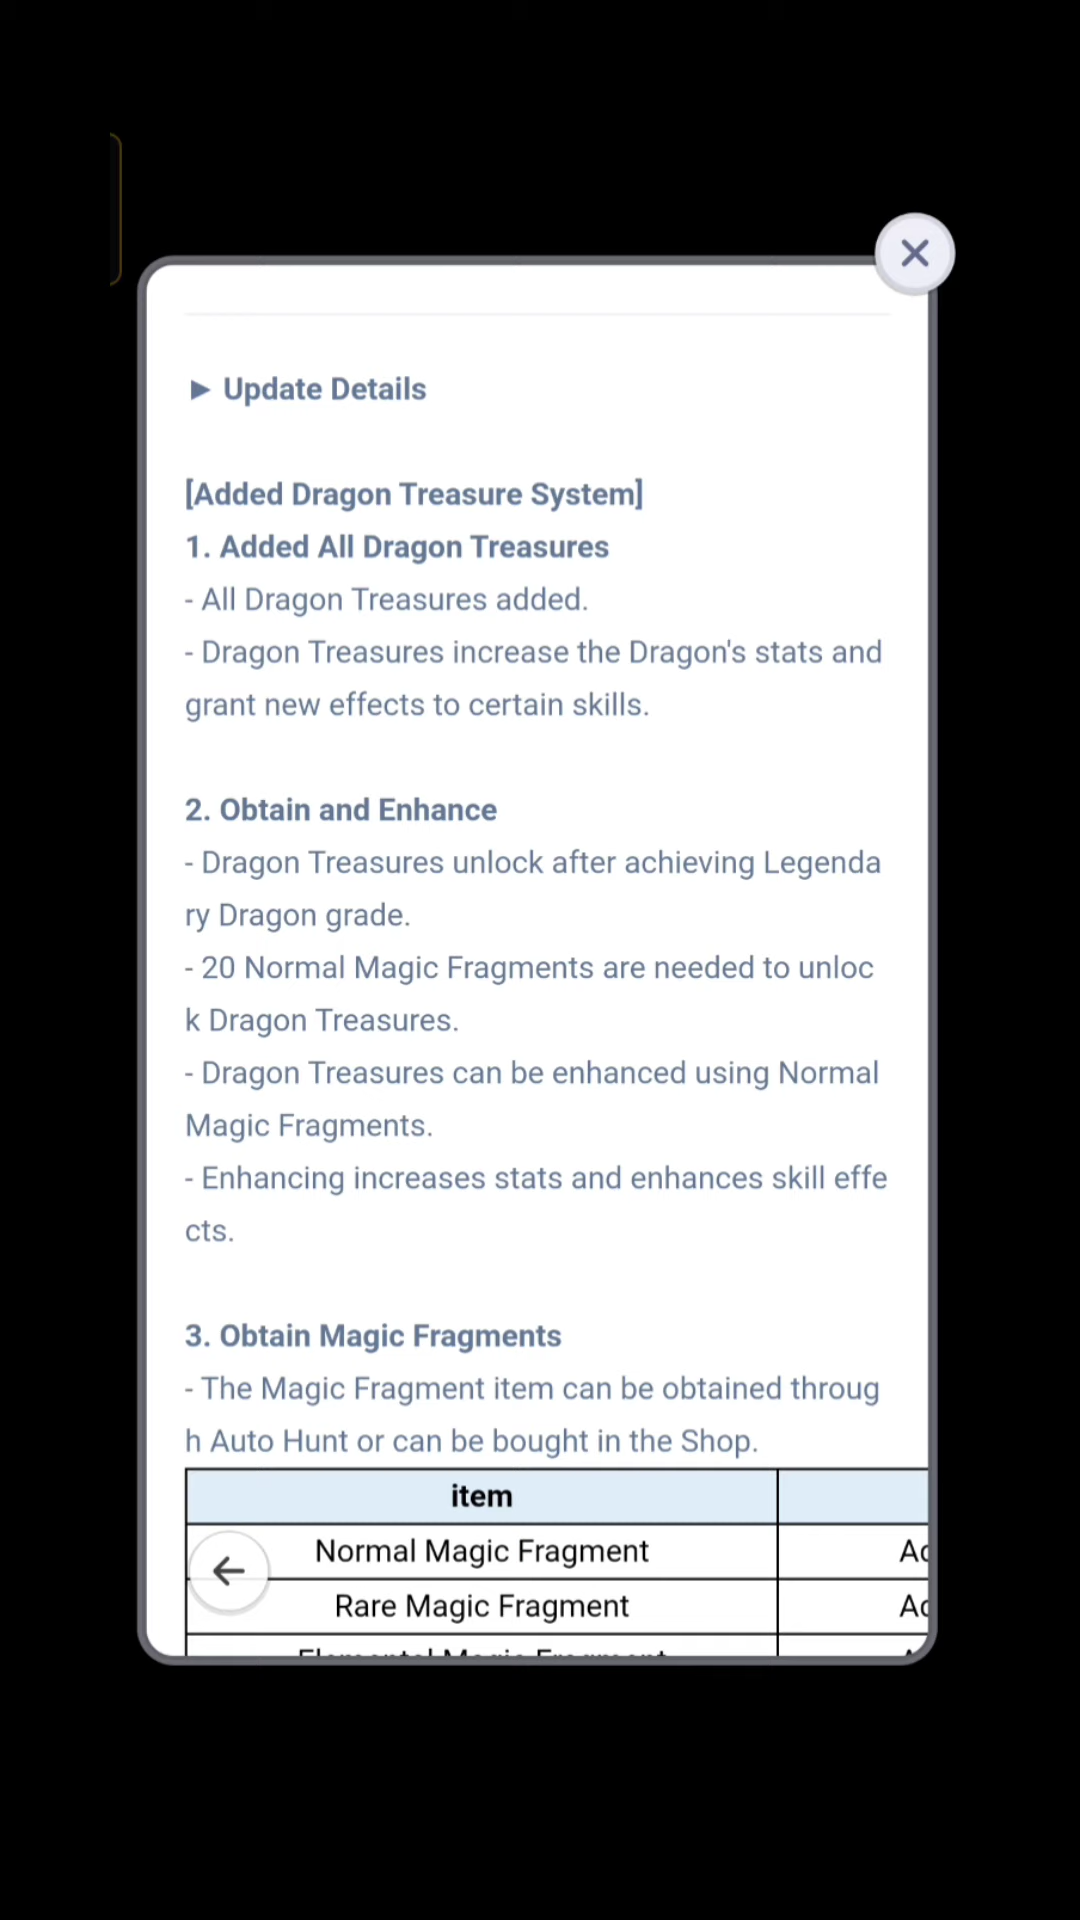 ► Update Details
[Added Dragon Treasure System]
1. Added All Dragon Treasures
- All Dragon Treasures added.
- Dragon Treasures increase the Dragon's stats and
grant new effects to certain skills.
2. Obtain and Enhance
- Dragon Treasures unlock after achieving Legenda
ry Dragon grade.
- 20 Normal Magic Fragments are needed to unloc
k Dragon Treasures.
- Dragon Treasures can be enhanced using Normal
Magic Fragments.
- Enhancing increases stats and enhances skill effe
cts.
3. Obtain Magic Fragments
- The Magic Fragment item can be obtained throug
h Auto Hunt or can be bought in the Shop.
item
Normal Magic Fragment
Rare Magic Fragment
Elemental Magic Fragment